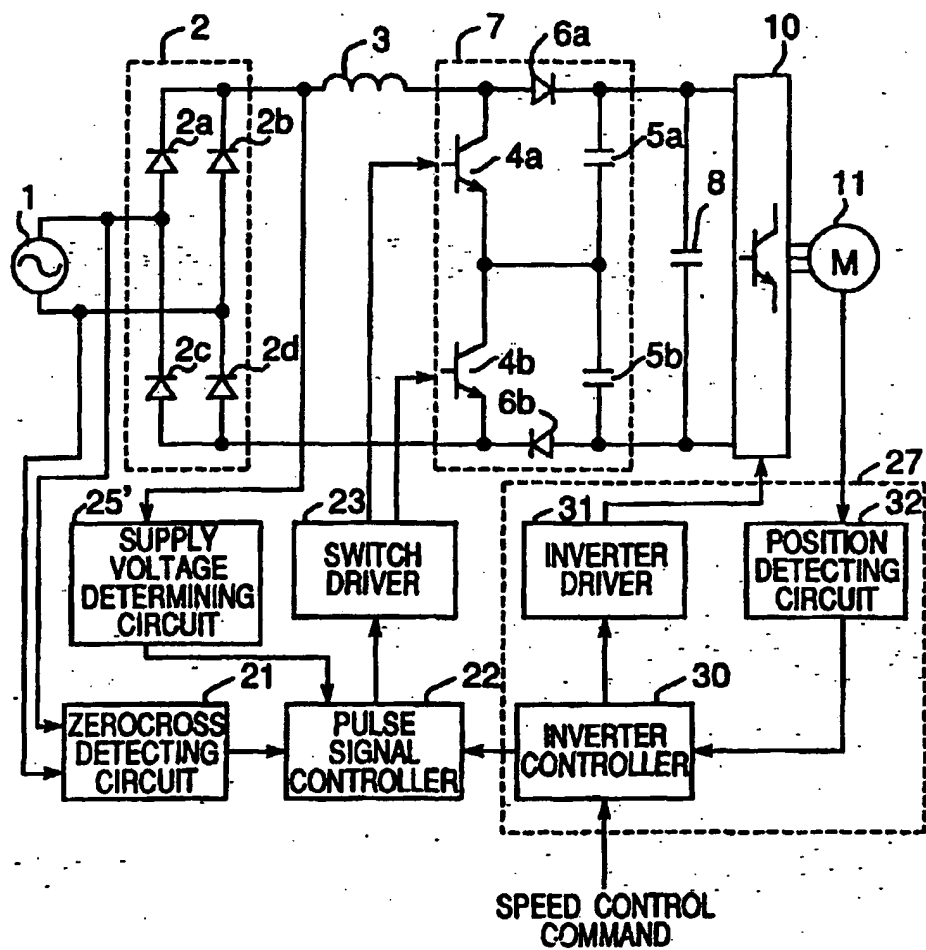 2
3
7
6a
10
2a
2b
4a
5a
8
11
1
M
2c
2d
4b
5b
6b
27
25'
23
31
32
SUPPLY
VOLTAGE
DETERMINING
CIRCUIT
SWITCH
DRIVER
INVERTER
DRIVER
POSITION
DETECTING
CIRCUIT
21
22
30
ZEROCROSS
DETECTING
CIRCUIT
PULSE
SIGNAL
CONTROLLER
INVERTER
CONTROLLER
SPEED CONTROL
COMMAND